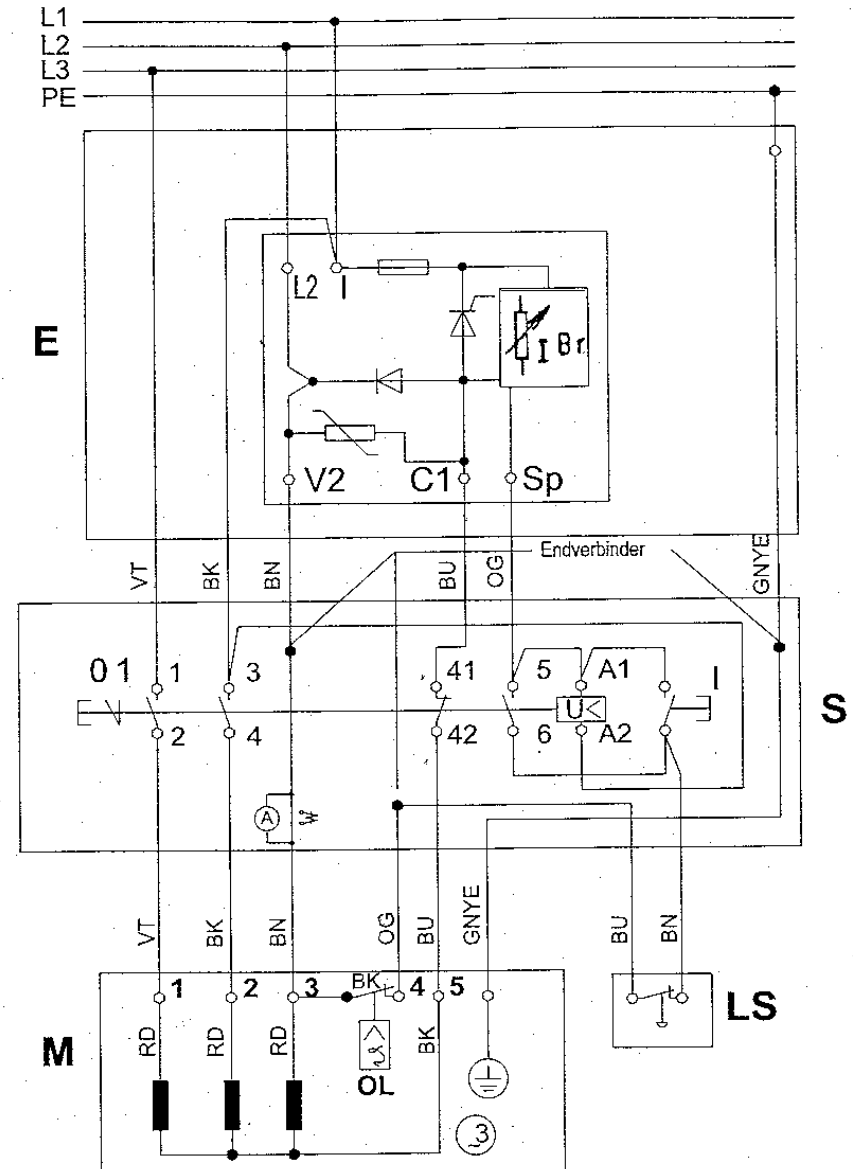 L1
L2
L3
PE
L2 I
E
I Br
V2 C1 Sp
Endverbinder
VT BK BN BU OG GNYE
0 1 1 3 41 5 A1 I
U<
S
2 4 42 6 A2
A
VT BK BN OG BU GNYE BU BN
1 2 3 BK 4 5
LS
M
RD RD RD BK
OL
3